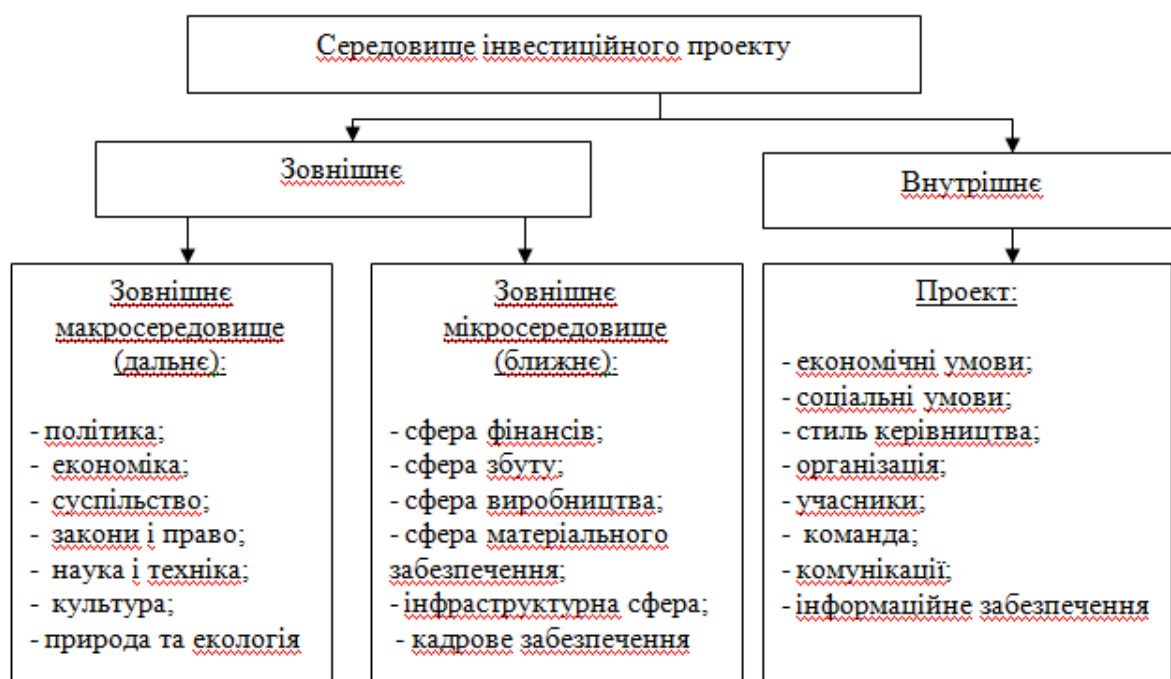 Середовище інвестиційного проекту
Зовнішнє
Внутрішнє
Зовнішнє
макросередовище
(дальнє):
- політика;
- економіка;
- суспільство;
- закони і право;
- наука і техніка;
- культура;
- природа та екологія
Зовнішнє
мікросередовище
(ближнє):
- сфера фінансів;
- сфера збуту;
- сфера виробництва;
- сфера матеріального
забезпечення;
- інфраструктурна сфера;
- кадрове забезпечення
Проект:
- економічні умови;
- соціальні умови;
- стиль керівництва;
- організація;
- учасники;
- команда;
- комунікації;
- інформаційне забезпечення